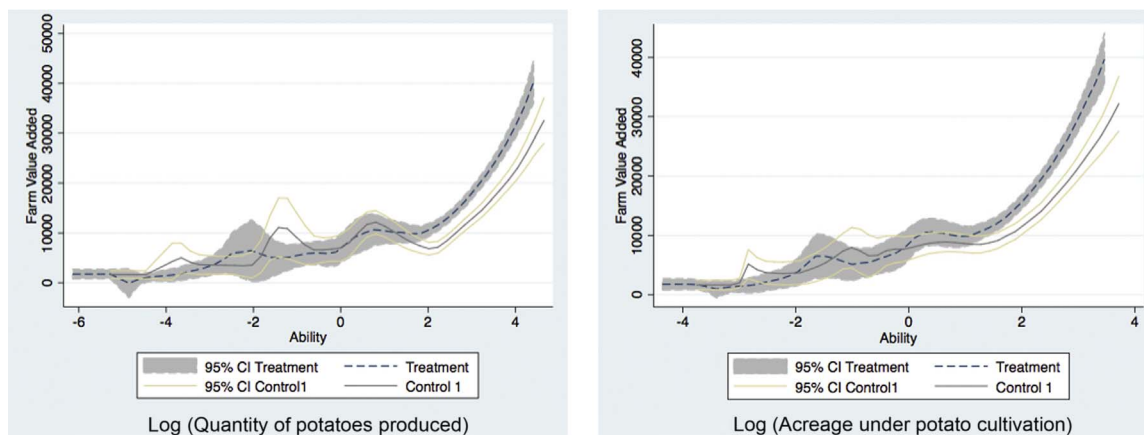 Farm Value Added
50000
40000
30000
20000
10000
0
-6 -4 -2 0 2 4
Ability
95% CI Treatment Treatment
95% CI Control1 Control 1
Log (Quantity of potatoes produced)
Farm Value Added
40000
30000
20000
10000
0
-4 -2 0 2 4
Ability
95% CI Treatment Treatment
95% CI Control1 Control 1
Log (Acreage under potato cultivation)